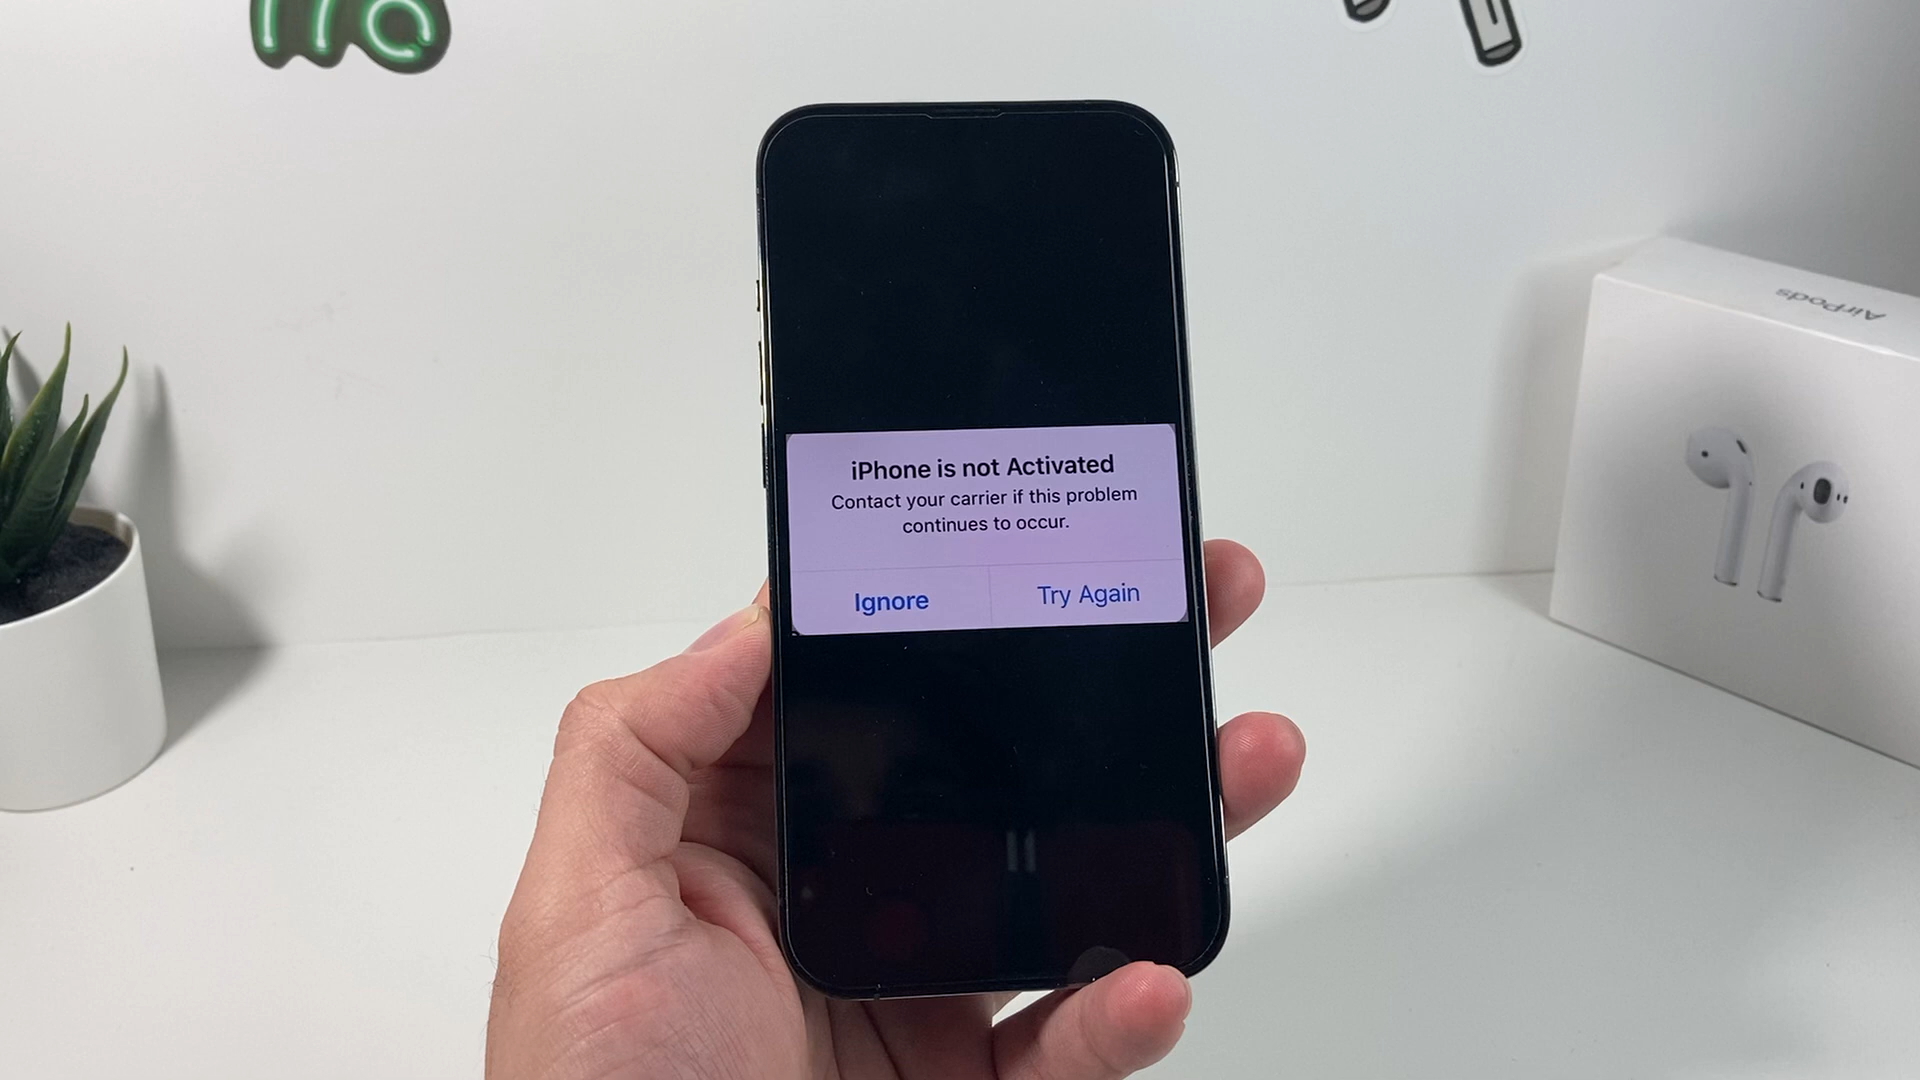 AirPods
iPhone is not Activated
Contact your carrier if this problem
continues to occur.
Ignore
Try Again